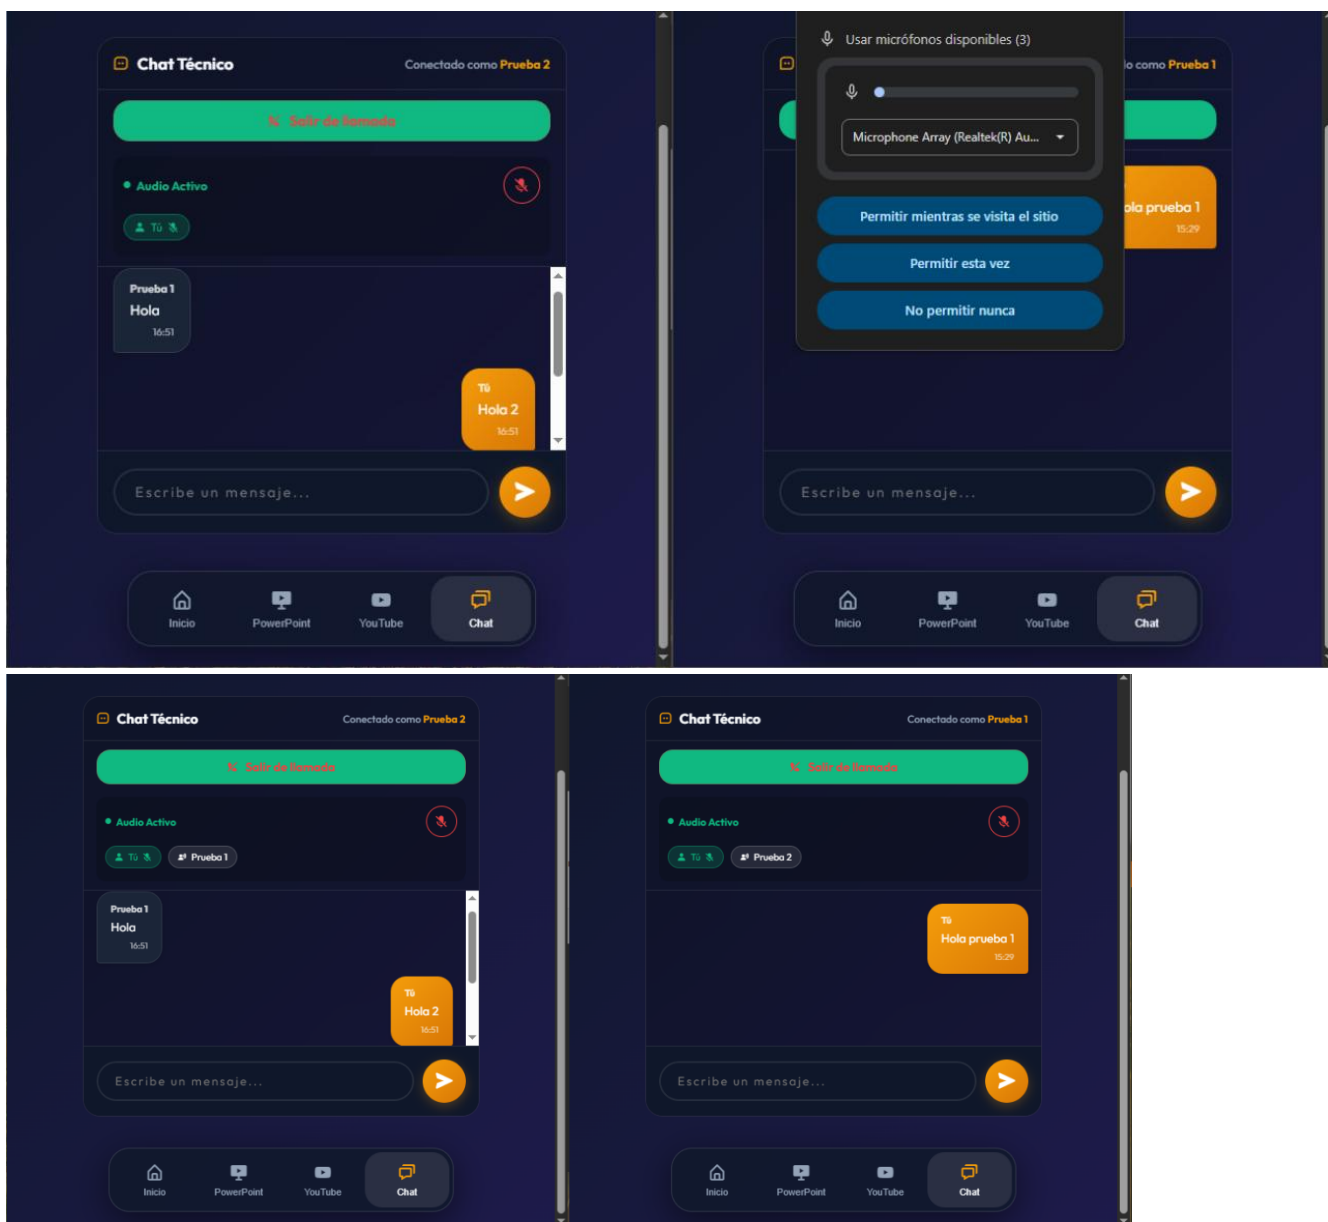 Chat Técnico
Conectado como Prueba 2
Salir de llamada
Audio Activo
Tú
Prueba 1
Hola
16:51
Tú
Hola 2
16:51
Escribe un mensaje...
Inicio
PowerPoint
YouTube
Chat
Usar micrófonos disponibles (3)
Microphone Array (Realtek(R) Au...
Permitir mientras se visita el sitio
Permitir esta vez
No permitir nunca
como Prueba 1
ola prueba 1
15:29
Escribe un mensaje...
Inicio
PowerPoint
YouTube
Chat
Chat Técnico
Conectado como Prueba 2
Salir de llamada
Audio Activo
Tú
Prueba 1
Prueba 1
Hola
16:51
Tú
Hola 2
16:51
Escribe un mensaje...
Inicio
PowerPoint
YouTube
Chat
Chat Técnico
Conectado como Prueba 1
Salir de llamada
Audio Activo
Tú
Prueba 2
Tú
Hola prueba 1
15:29
Escribe un mensaje...
Inicio
PowerPoint
YouTube
Chat